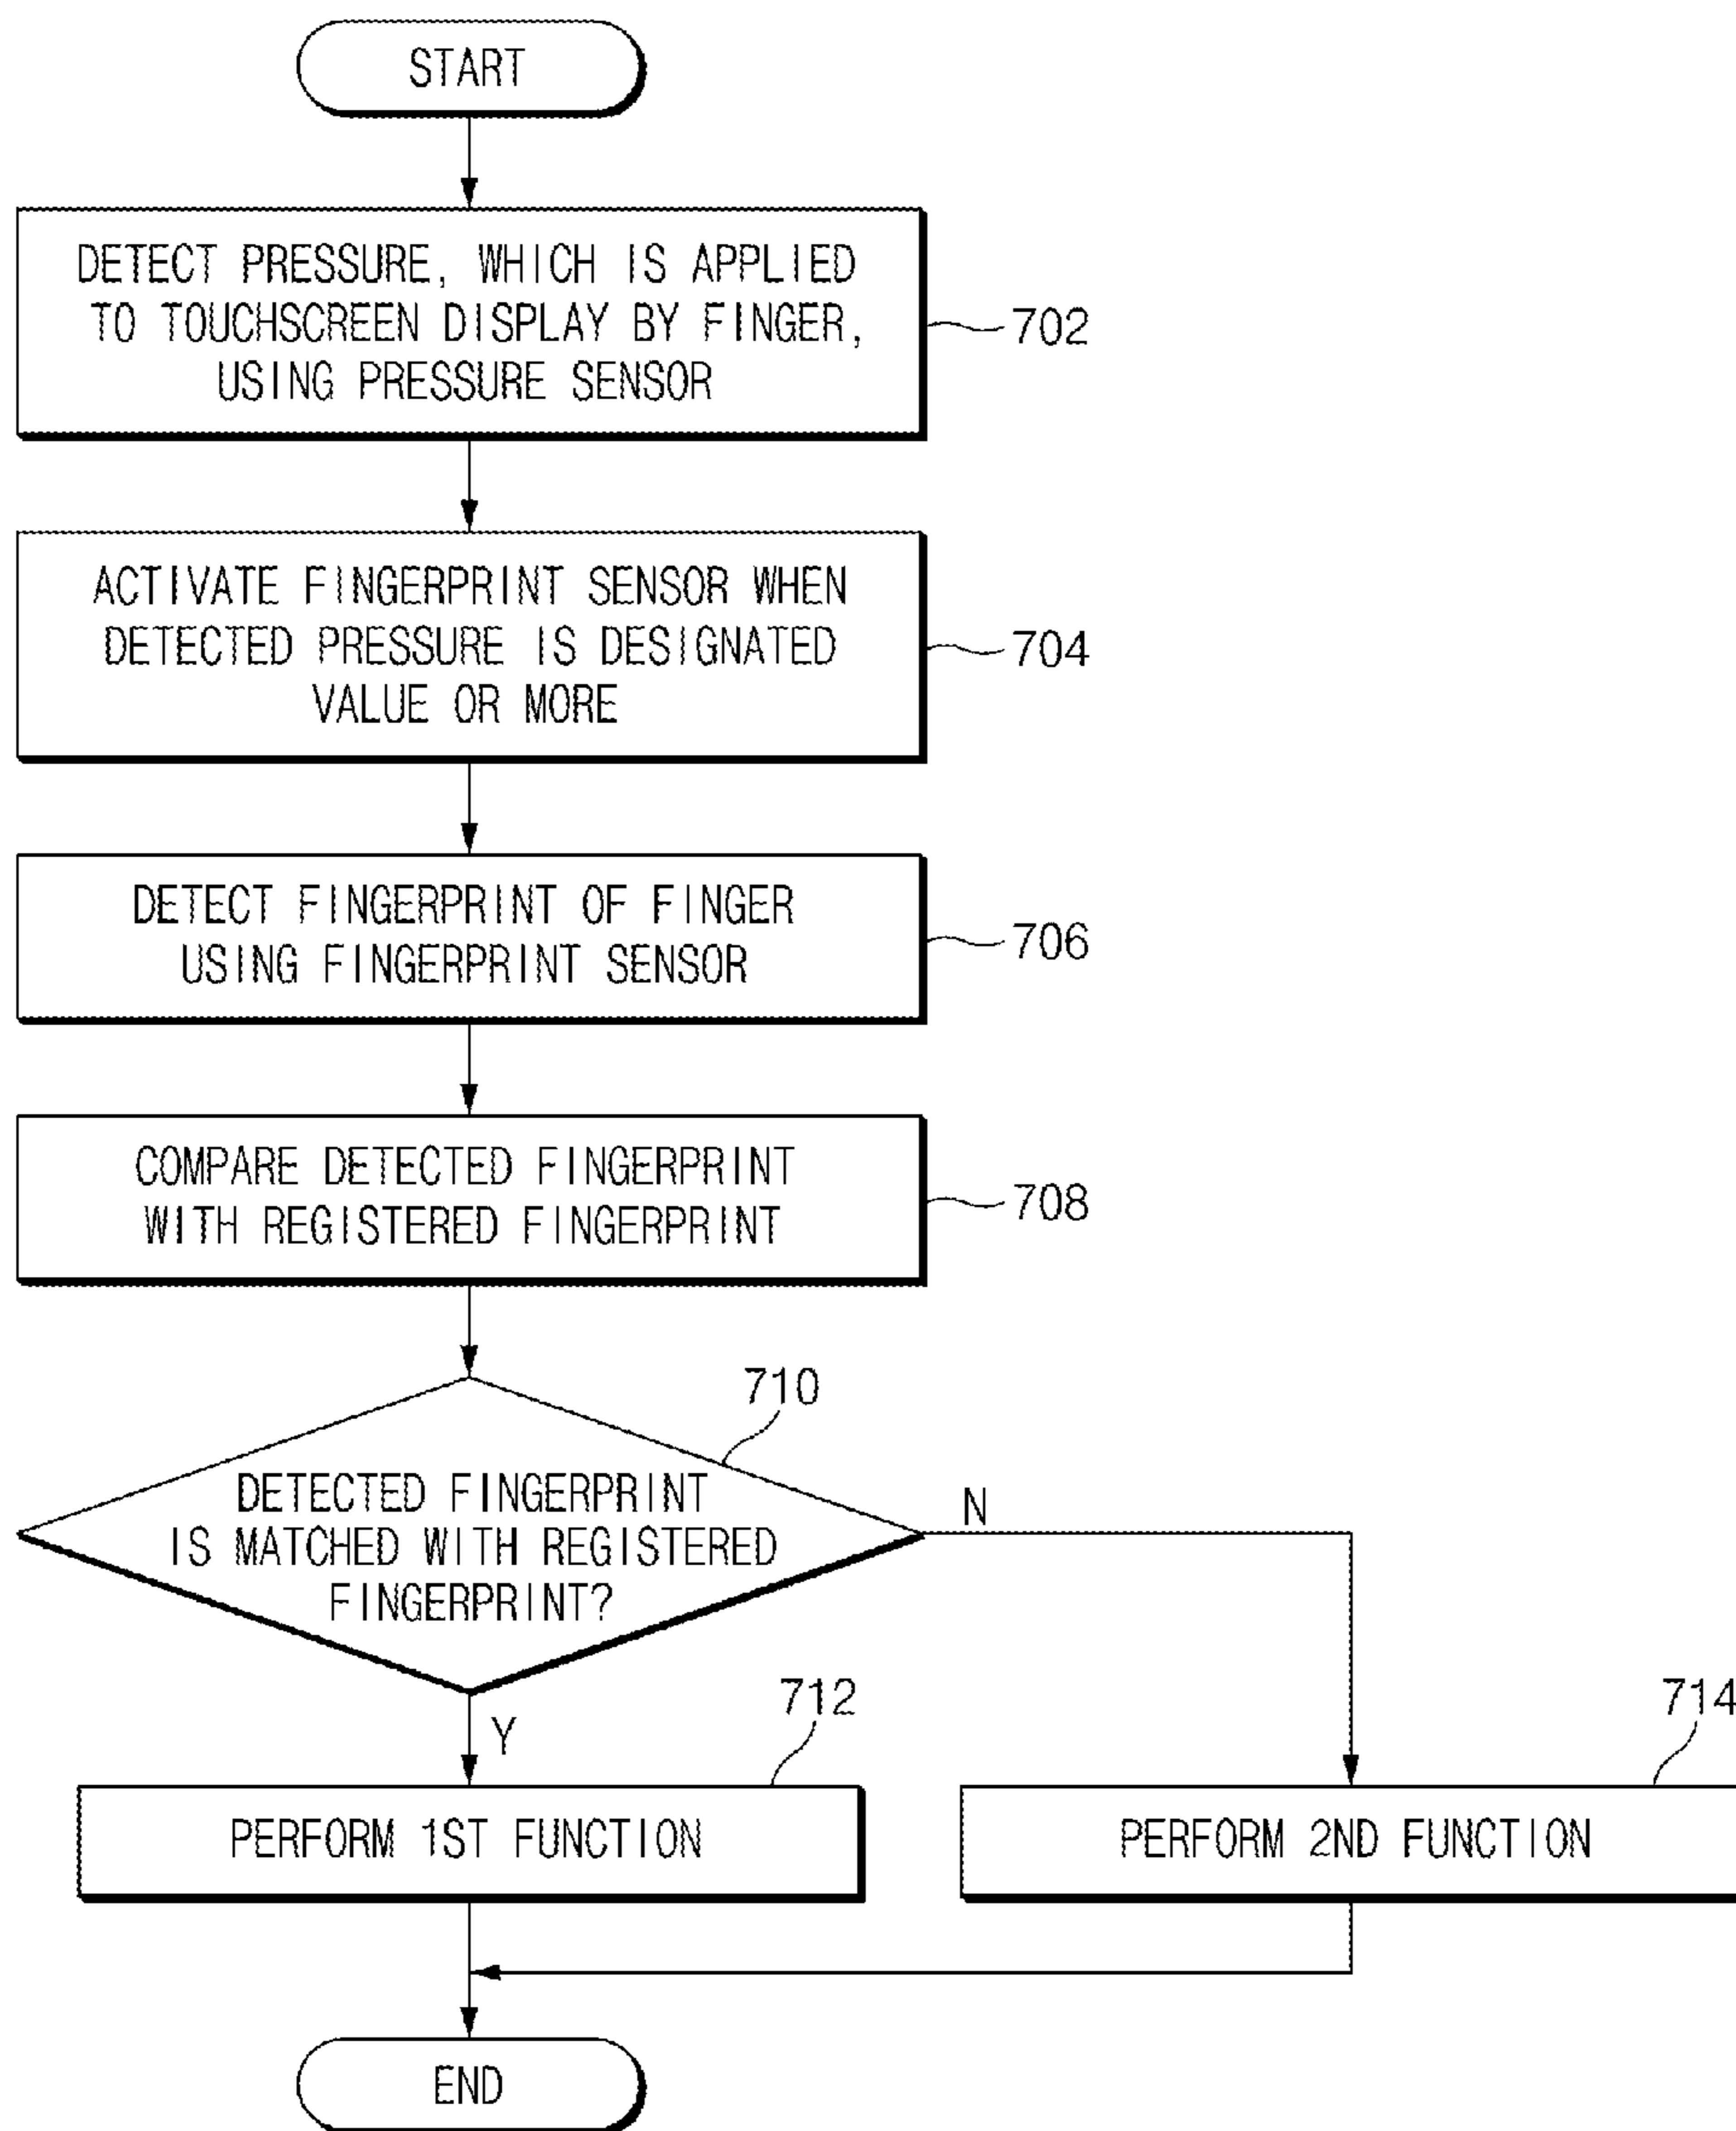 START
DETECT PRESSURE, WHICH IS APPLIED
TO TOUCHSCREEN DISPLAY BY FINGER,
USING PRESSURE SENSOR
702
ACTIVATE FINGERPRINT SENSOR WHEN
DETECTED PRESSURE IS DESIGNATED
VALUE OR MORE
704
DETECT FINGERPRINT OF FINGER
USING FINGERPRINT SENSOR
706
COMPARE DETECTED FINGERPRINT
WITH REGISTERED FINGERPRINT
708
710
DETECTED FINGERPRINT
IS MATCHED WITH REGISTERED
FINGERPRINT?
N
Y
712
714
PERFORM 1ST FUNCTION
PERFORM 2ND FUNCTION
END